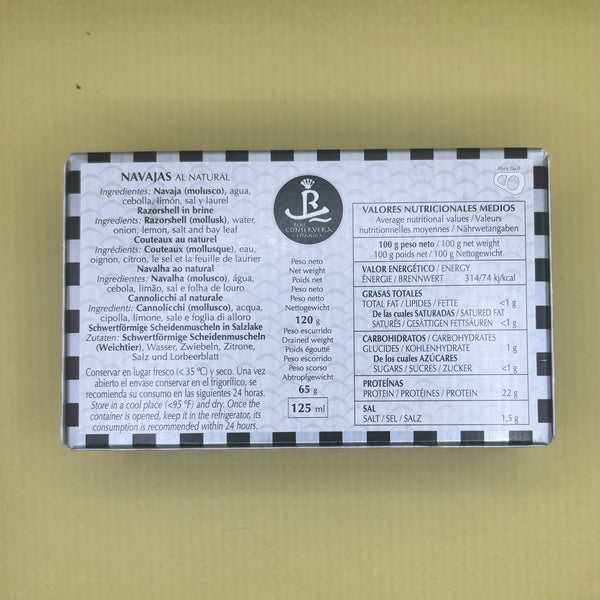 NAVAJAS AL NATURAL
Ingredientes: Navaja (molusco), agua,
cebolla, limón, sal y laurel
Razorshell in brine
Ingredients: Razorshell (mollusk), water,
onion, lemon, salt and bay leaf
Couteaux au naturel
Ingrédients: Couteaux (mollusque), eau,
oignon, citron, le sel et la feuille de laurier
Navalha ao natural
Ingredientes: Navalha (molusco), água,
cebola, limão, sal e folha de louro
Cannolicchi al naturale
Ingredienti: Cannolicchi (mollusco), acqua,
cipolla, limone, sale e foglia di alloro
Schwertförmige Scheidenmuscheln in Salzlake
Zutaten: Schwertförmige Scheidenmuscheln
(Weichtier), Wasser, Zwiebeln, Zitrone,
Salz und Lorbeerblatt
Conservar en lugar fresco (< 35 ºC) y seco. Una vez
abierto el envase conservar en el frigorífico, se
recomienda su consumo en las siguientes 24 horas.
Store in a cool place (<95 °F) and dry. Once the
container is opened, keep it in the refrigerator, its
consumption is recommended within 24 hours.
REAL
CONSERVERA
ESPAÑOLA
Peso neto
Net weight
Poids net
Peso neto
Peso netto
Nettogewicht
120 g
Peso escurrido
Drained weight
Poids égoutté
Peso escorrido
Peso scorso
Abtropfgewicht
65 g
125 ml
Abre fácil
VALORES NUTRICIONALES MEDIOS
Average nutritional values / Valeurs
nutritionnelles moyennes / Nährwetangaben
100 g peso neto / 100 g net weight
100 g poids net / 100 g Nettogewicht
VALOR ENERGÉTICO / ENERGY
ÉNERGIE / BRENNWERT 314/74 kj/kcal
GRASAS TOTALES
TOTAL FAT / LIPIDES / FETTE <1 g
De las cuales SATURADAS / SATURED FAT
SATURÉS / GESÄTTIGEN FETTSÄUREN <1 g
CARBOHIDRATOS / CARBOHYDRATES
GLUCIDES / KOHLENHYDRATE 1 g
De los cuales AZÚCARES
SUGARS / SUCRES / ZUCKER <1 g
PROTEÍNAS
PROTEIN / PROTÉINES / PROTEIN 22 g
SAL
SALT / SEL / SALZ 1,5 g